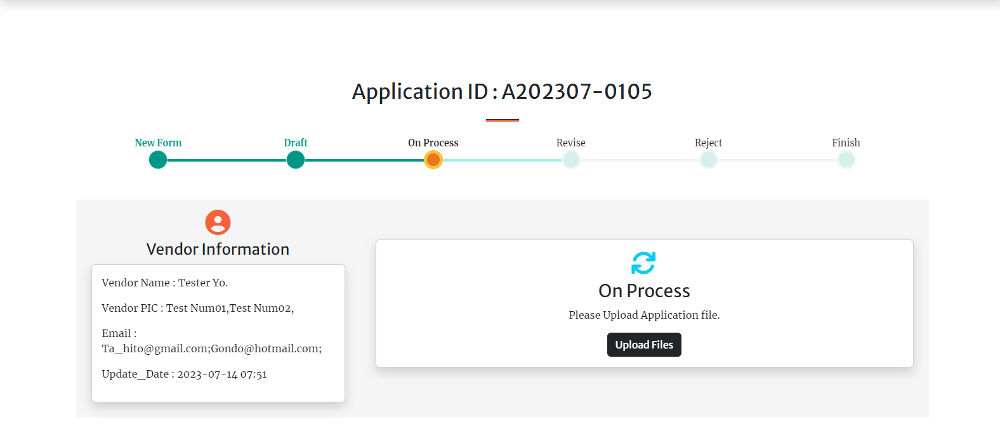 Application ID : A202307-0105
New Form
Draft
On Process
Revise
Reject
Finish
Vendor Information
Vendor Name : Tester Yo.
Vendor PIC : Test Num01,Test Num02,
Email :
Ta_hito@gmail.com;Gondo@hotmail.com;
Update_Date : 2023-07-14 07:51
On Process
Please Upload Application file.
Upload Files